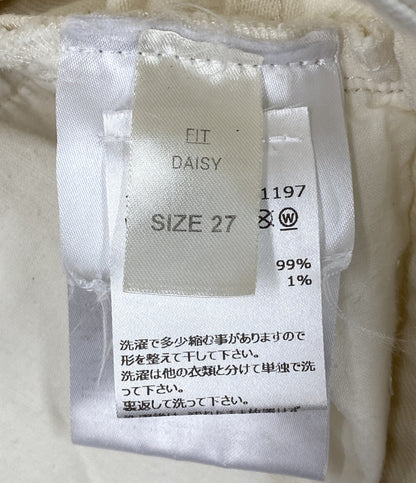 FIT
DAISY
SIZE 27
1197
W
99%
1%
洗濯で多少縮む事がありますので
形を整えて干して下さい。
洗濯は他の衣類と分けて単独で洗
って下さい。
裏返して洗って下さい。